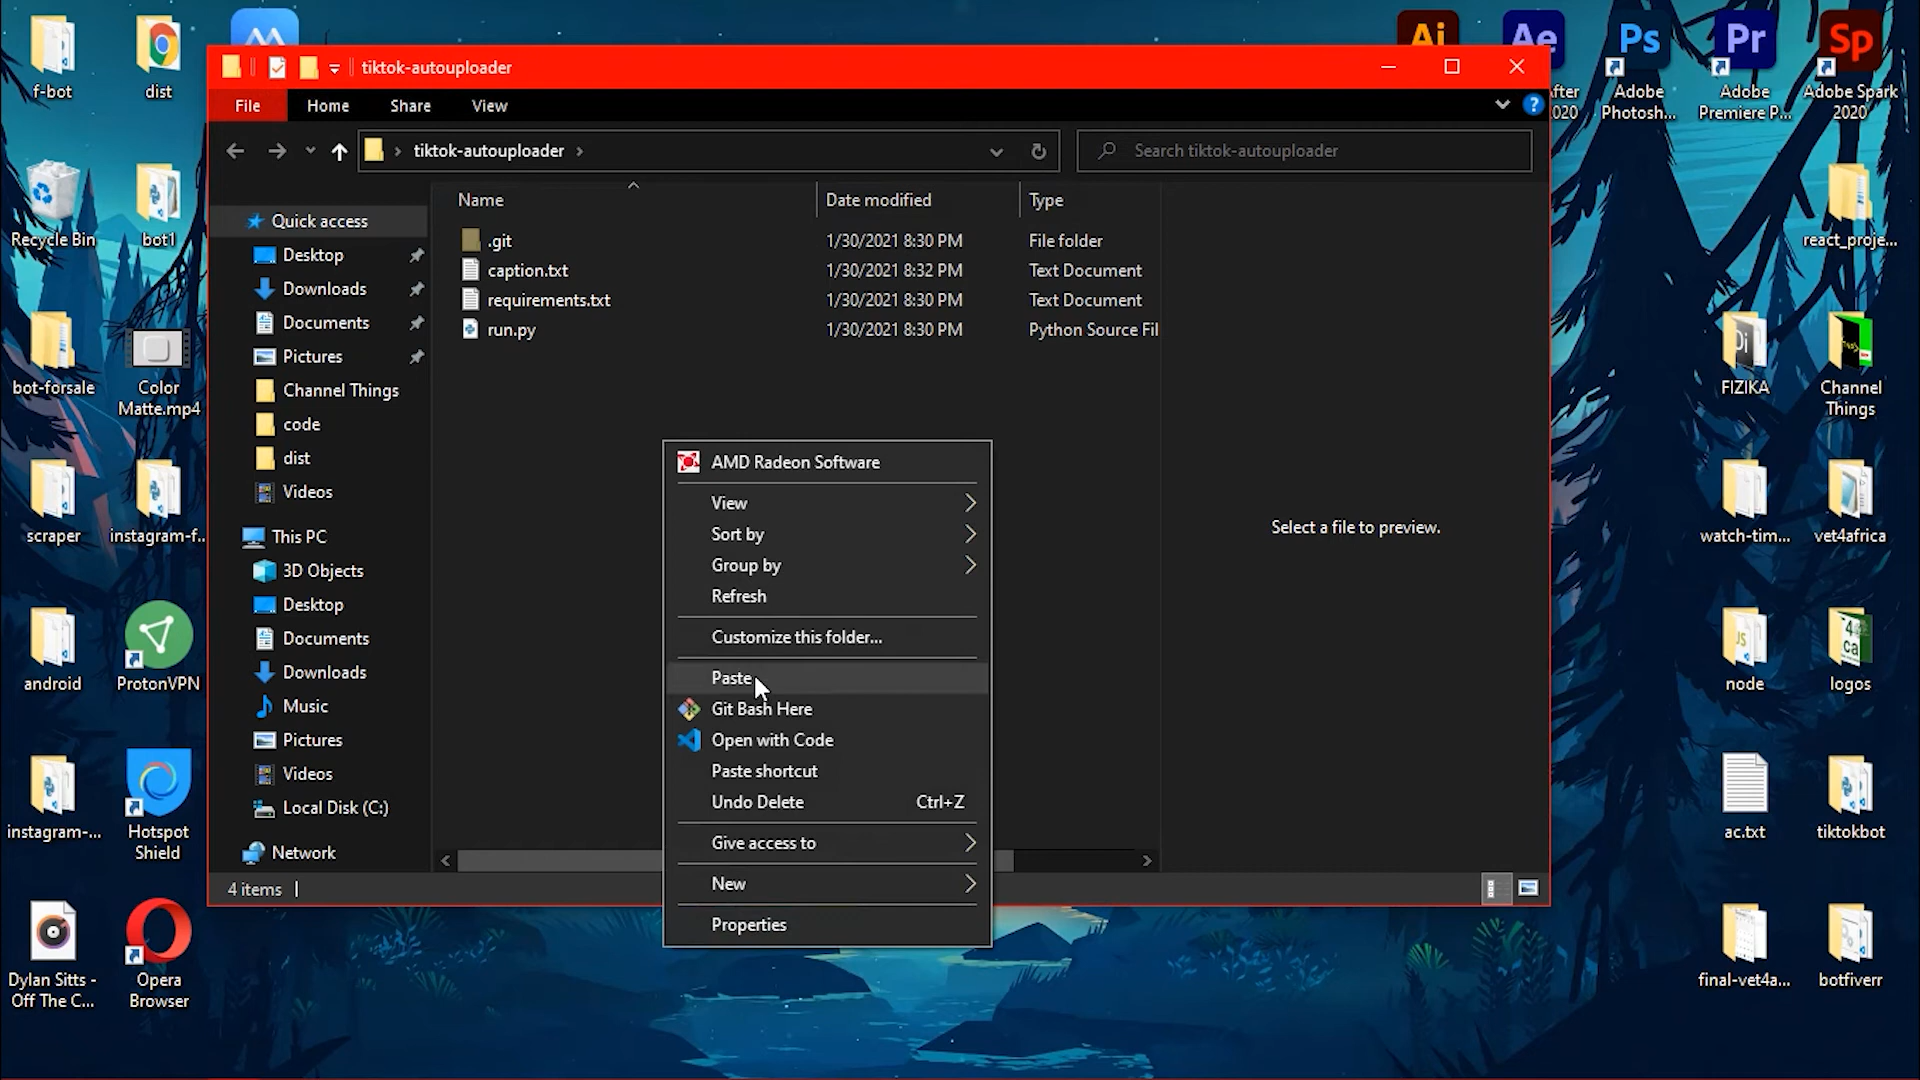 f-bot
dist
Recycle Bin
bot1
bot-forsale
Color
Matte.mp4
scraper
instagram-f...
android
ProtonVPN
instagram-...
Hotspot
Shield
Dylan Sitts -
Off The C...
Opera
Browser
tiktok-autouploader
File
Home
Share
View
?
tiktok-autouploader
Search tiktok-autouploader
Name
Date modified
Type
.git
1/30/2021 8:30 PM
File folder
caption.txt
1/30/2021 8:32 PM
Text Document
requirements.txt
1/30/2021 8:30 PM
Text Document
run.py
1/30/2021 8:30 PM
Python Source Fil
Quick access
Desktop
Downloads
Documents
Pictures
Channel Things
code
dist
Videos
This PC
3D Objects
Desktop
Documents
Downloads
Music
Pictures
Videos
Local Disk (C:)
Network
4 items
Select a file to preview.
AMD Radeon Software
View
Sort by
Group by
Refresh
Customize this folder...
Paste
Git Bash Here
Open with Code
Paste shortcut
Undo Delete Ctrl+Z
Give access to
New
Properties
Ai
Ae
Ps
Pr
Sp
fter
020
Adobe
Photosh...
Adobe
Premiere P...
Adobe Spark
2020
react_proje...
FIZIKA
Channel
Things
watch-tim...
vet4africa
JS
node
logos
ac.txt
tiktokbot
final-vet4a...
botfiverr